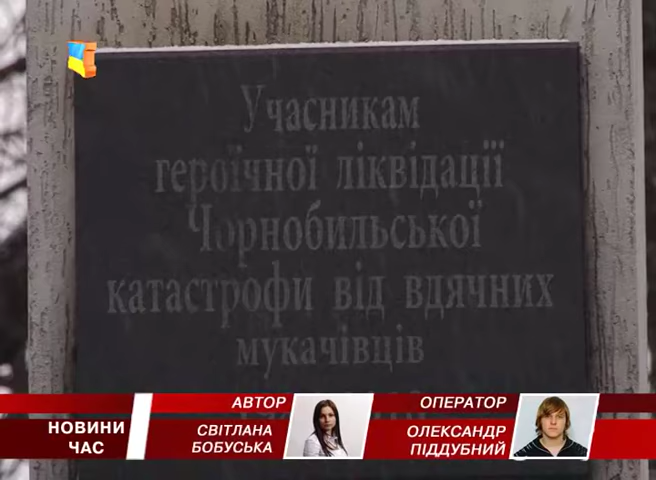 Учасникам
героїчної ліквідації
Чорнобильської
катастрофи від вдячних
мукачівців
АВТОР
СВІТЛАНА
БОБУСЬКА
ОПЕРАТОР
ОЛЕКСАНДР
ПІДДУБНИЙ
НОВИНИ
ЧАС